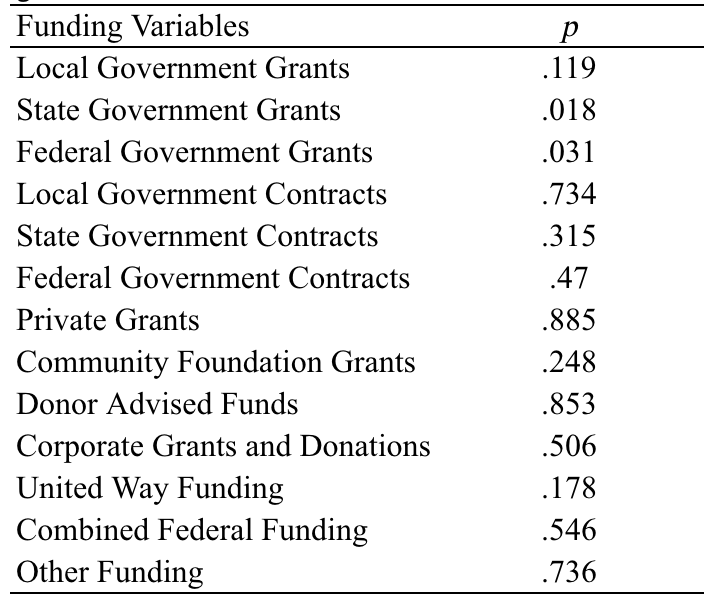 Funding Variables p
Local Government Grants .119
State Government Grants .018
Federal Government Grants .031
Local Government Contracts .734
State Government Contracts .315
Federal Government Contracts .47
Private Grants .885
Community Foundation Grants .248
Donor Advised Funds .853
Corporate Grants and Donations .506
United Way Funding .178
Combined Federal Funding .546
Other Funding .736